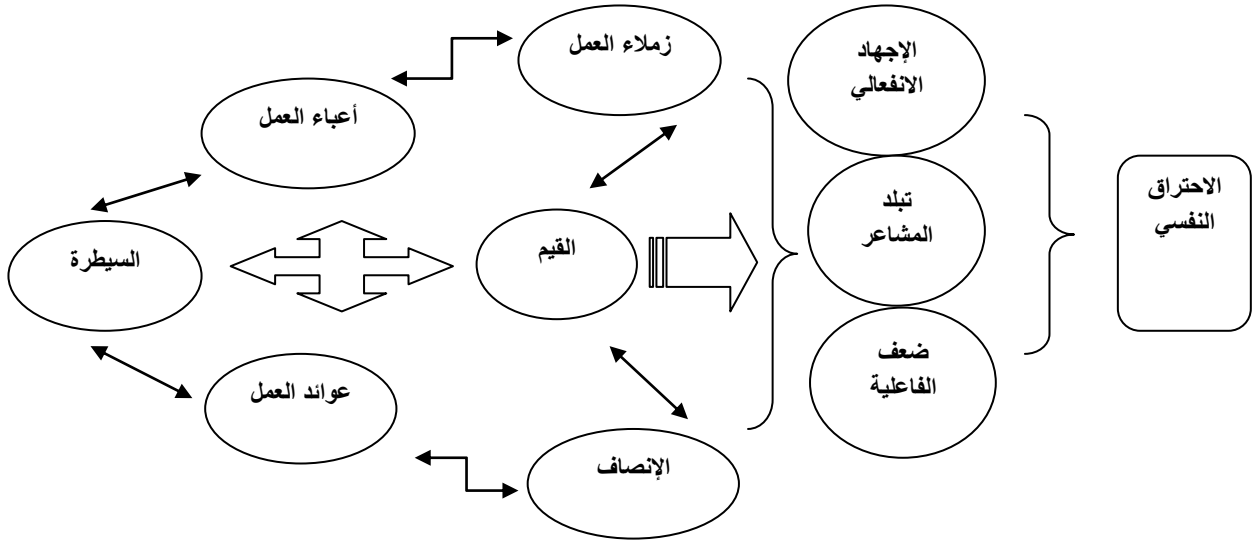 زملاء العمل
أعباء العمل
السيطرة
القيم
عوائد العمل
الإنصاف
الإجهاد
الانفعالي
تبلد
المشاعر
ضعف
الفاعلية
الاحتراق
النفسي